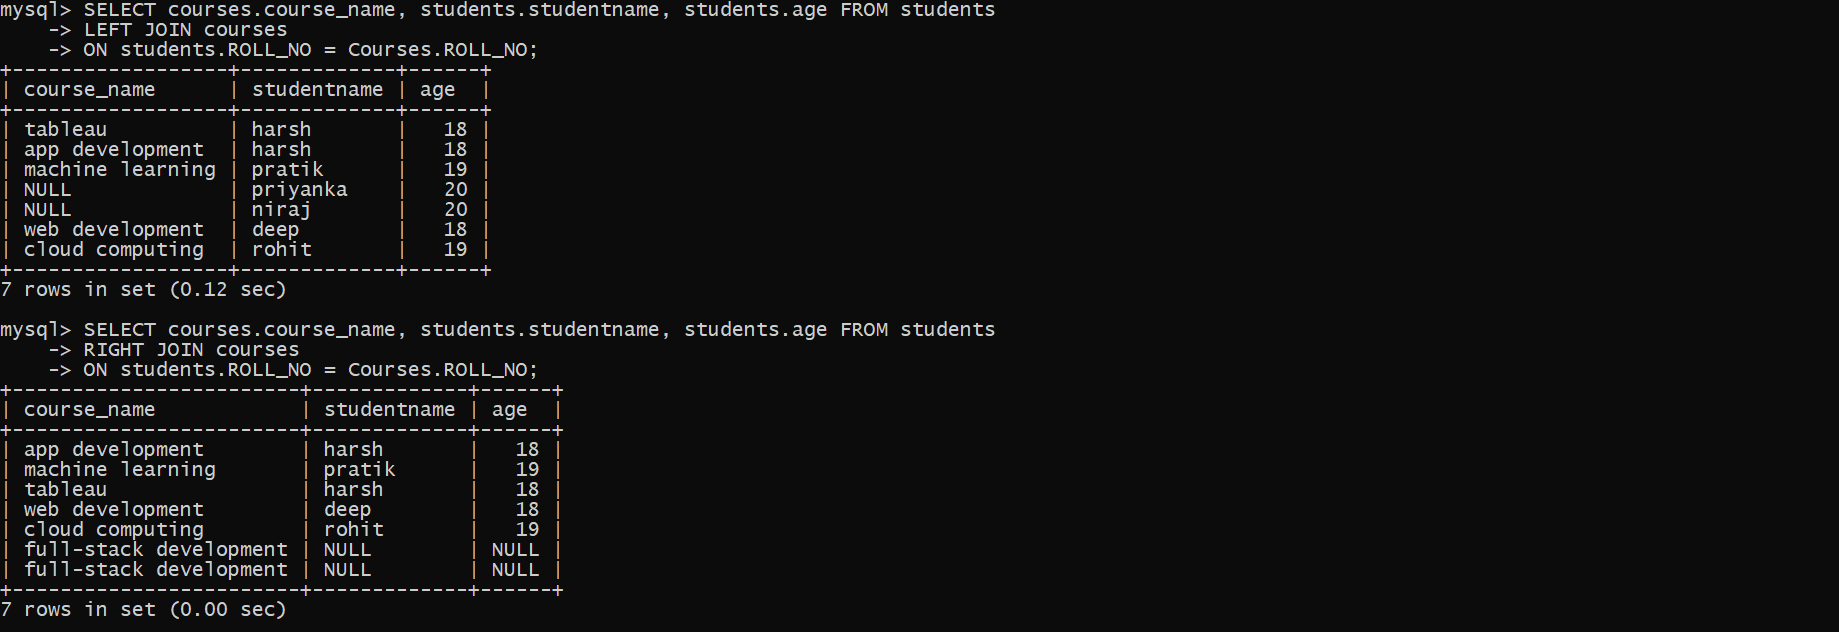 mysql> SELECT courses.course_name, students.studentname, students.age FROM students
    -> LEFT JOIN courses
    -> ON students.ROLL_NO = Courses.ROLL_NO;
+------------------+-------------+------+
| course_name      | studentname | age  |
+------------------+-------------+------+
| tableau          | harsh       |   18 |
| app development  | harsh       |   18 |
| machine learning | pratik      |   19 |
| NULL             | priyanka    |   20 |
| NULL             | niraj       |   20 |
| web development  | deep        |   18 |
| cloud computing  | rohit       |   19 |
+------------------+-------------+------+
7 rows in set (0.12 sec)

mysql> SELECT courses.course_name, students.studentname, students.age FROM students
    -> RIGHT JOIN courses
    -> ON students.ROLL_NO = Courses.ROLL_NO;
+------------------------+-------------+------+
| course_name            | studentname | age  |
+------------------------+-------------+------+
| app development        | harsh       |   18 |
| machine learning       | pratik      |   19 |
| tableau                | harsh       |   18 |
| web development        | deep        |   18 |
| cloud computing        | rohit       |   19 |
| full-stack development | NULL        | NULL |
| full-stack development | NULL        | NULL |
+------------------------+-------------+------+
7 rows in set (0.00 sec)